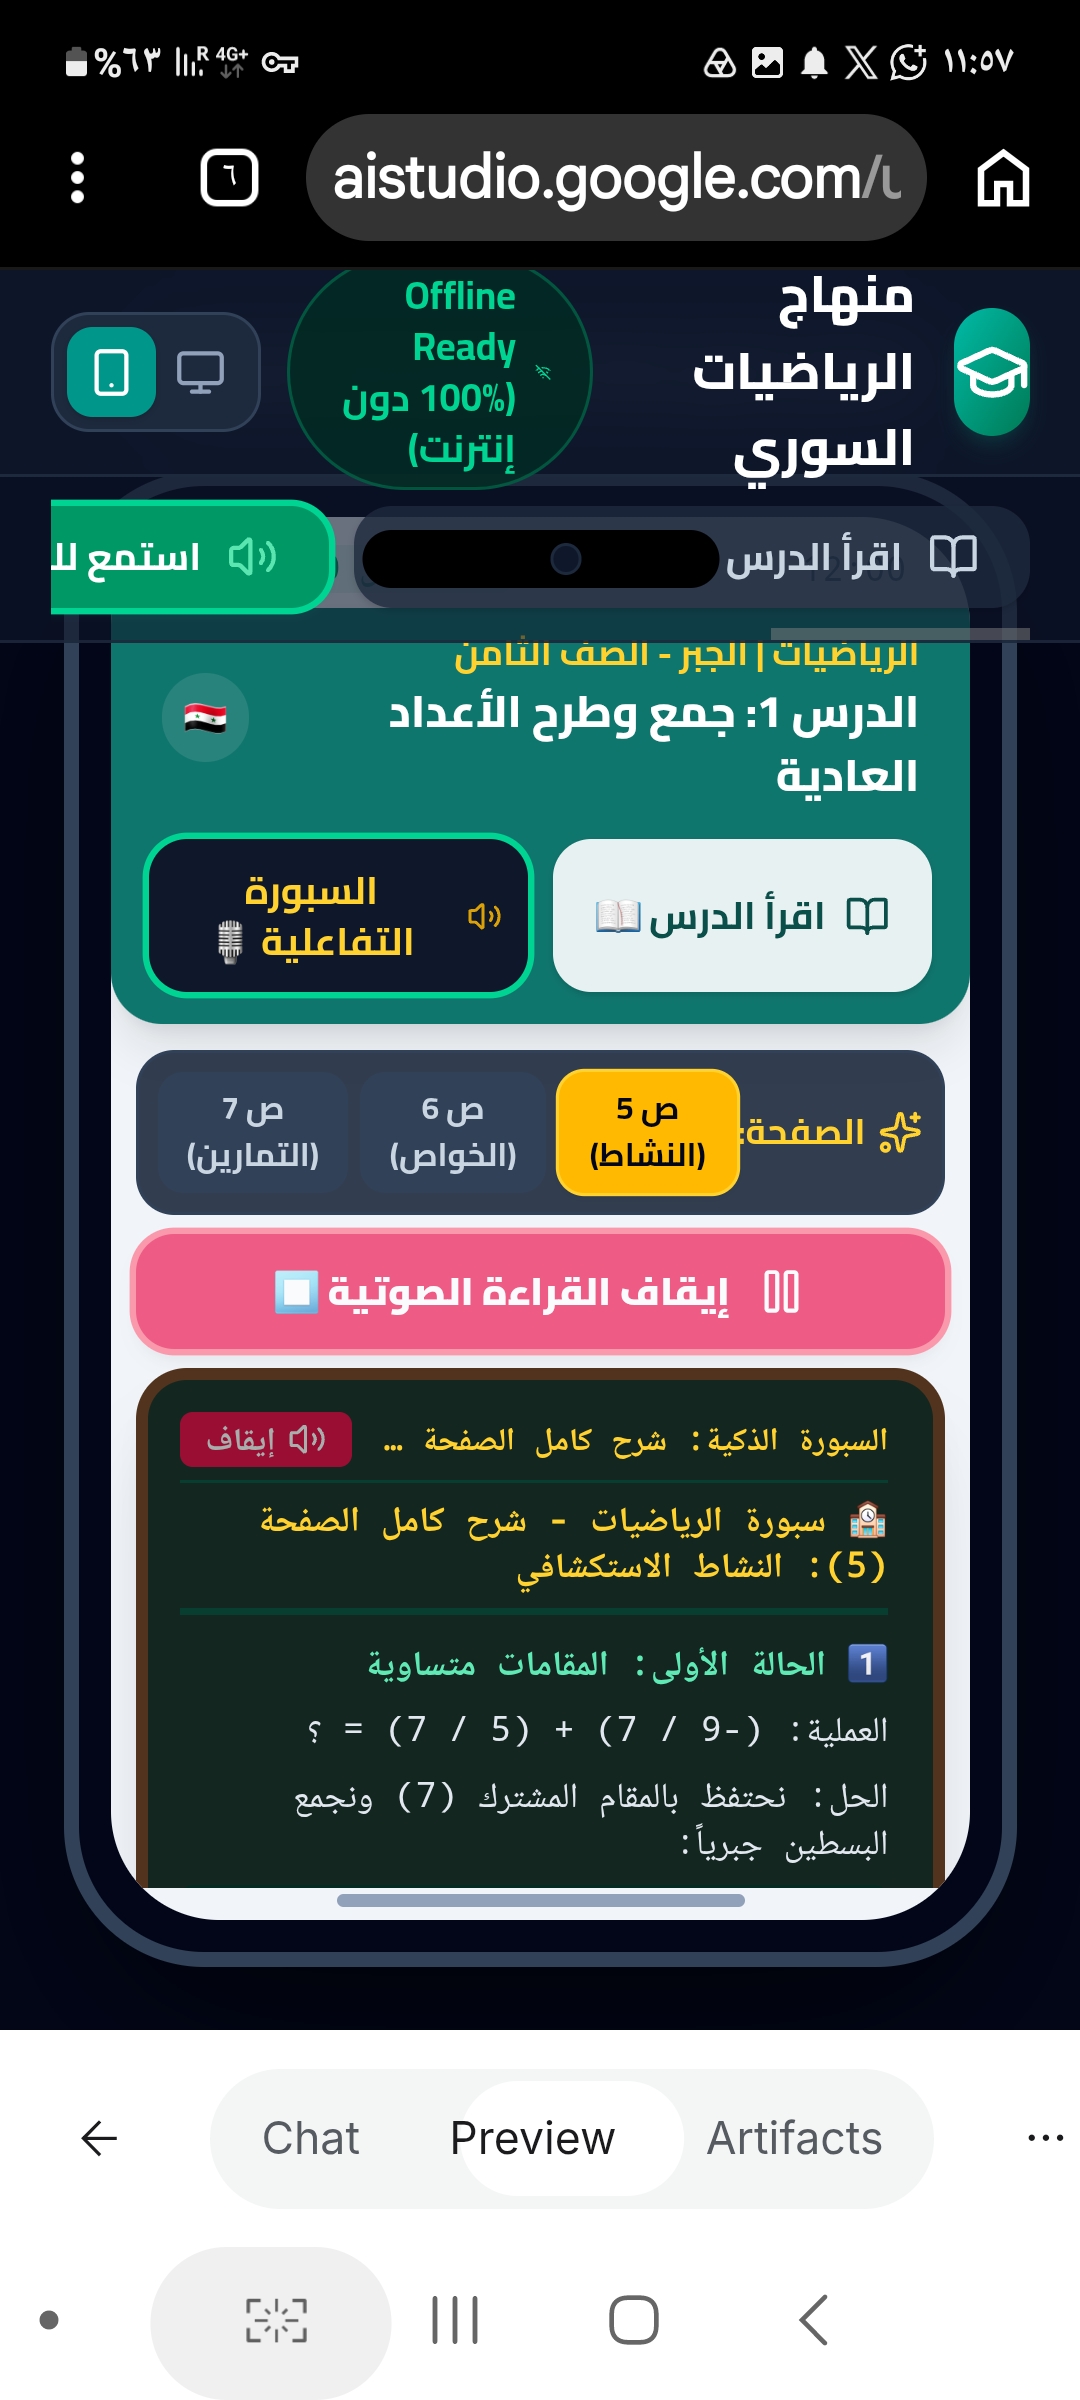 ١١:٥٧
4G+
R
%٦٣
aistudio.google.com/u
٦
منهاج
الرياضيات
السوري
Offline
Ready
(100% دون
إنترنت)
اقرأ الدرس
استمع لل
الرياضيات | الجبر - الصف الثامن
الدرس 1: جمع وطرح الأعداد
العادية
اقرأ الدرس 📖
السبورة
التفاعلية 🎙️
الصفحة:
ص 5
(النشاط)
ص 6
(الخواص)
ص 7
(التمارين)
إيقاف القراءة الصوتية ⏹️
السبورة الذكية: شرح كامل الصفحة ...
إيقاف
🏫 سبورة الرياضيات - شرح كامل الصفحة
(5): النشاط الاستكشافي
1️⃣ الحالة الأولى: المقامات متساوية
العملية: (-9 / 7) + (5 / 7) = ؟
الحل: نحتفظ بالمقام المشترك (7) ونجمع
البسطين جبرياً:
Chat
Preview
Artifacts